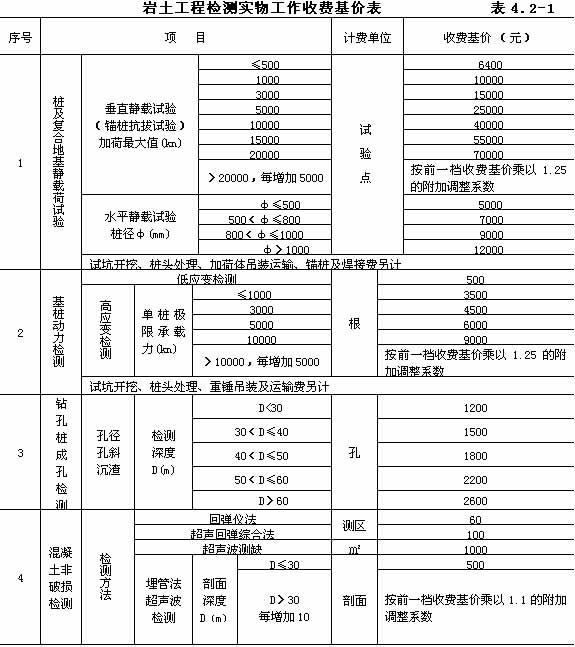 岩土工程检测实物工作收费基价表 表4.2-1
序号 项 目 计费单位 收费基价（元）
1
桩及复合地基静载荷试验
垂直静载试验
（锚桩抗拔试验）
加荷最大值(kn)
≤500 6400
1000 10000
3000 15000
5000 25000
10000 40000
15000 55000
20000 70000
＞20000，每增加5000
按前一档收费基价乘以 1.25
的附加调整系数
试
验
点
水平静载试验
桩径φ(mm)
φ≤500 5000
500＜φ≤800 7000
800＜φ≤1000 9000
φ＞1000 12000
试坑开挖、桩头处理、加荷体吊装运输、锚桩及焊接费另计
2
基桩动力检测
低应变检测 500
高应变检测
单桩极
限承载
力(kn)
≤1000 3500
3000 4500
5000 6000
10000 9000
＞10000，每增加5000
按前一档收费基价乘以 1.25 的附
加调整系数
根
试坑开挖、桩头处理、重锤吊装及运输费另计
3
钻
孔
桩
成
孔
检
测
孔径
孔斜
沉渣
检测
深度
D(m)
D<30 1200
30＜D≤40 1500
40＜D≤50 1800
50＜D≤60 2200
D＞60 2600
孔
4
混凝
土非
破损
检测
检测方法
回弹仪法 60
超声回弹综合法 100
测区
超声波测缺 ㎡ 1000
埋管法
超声波
检测
剖面
深度
D（m）
D≤30 500
D＞30
每增加10
剖面
按前一档收费基价乘以1.1的附加
调整系数